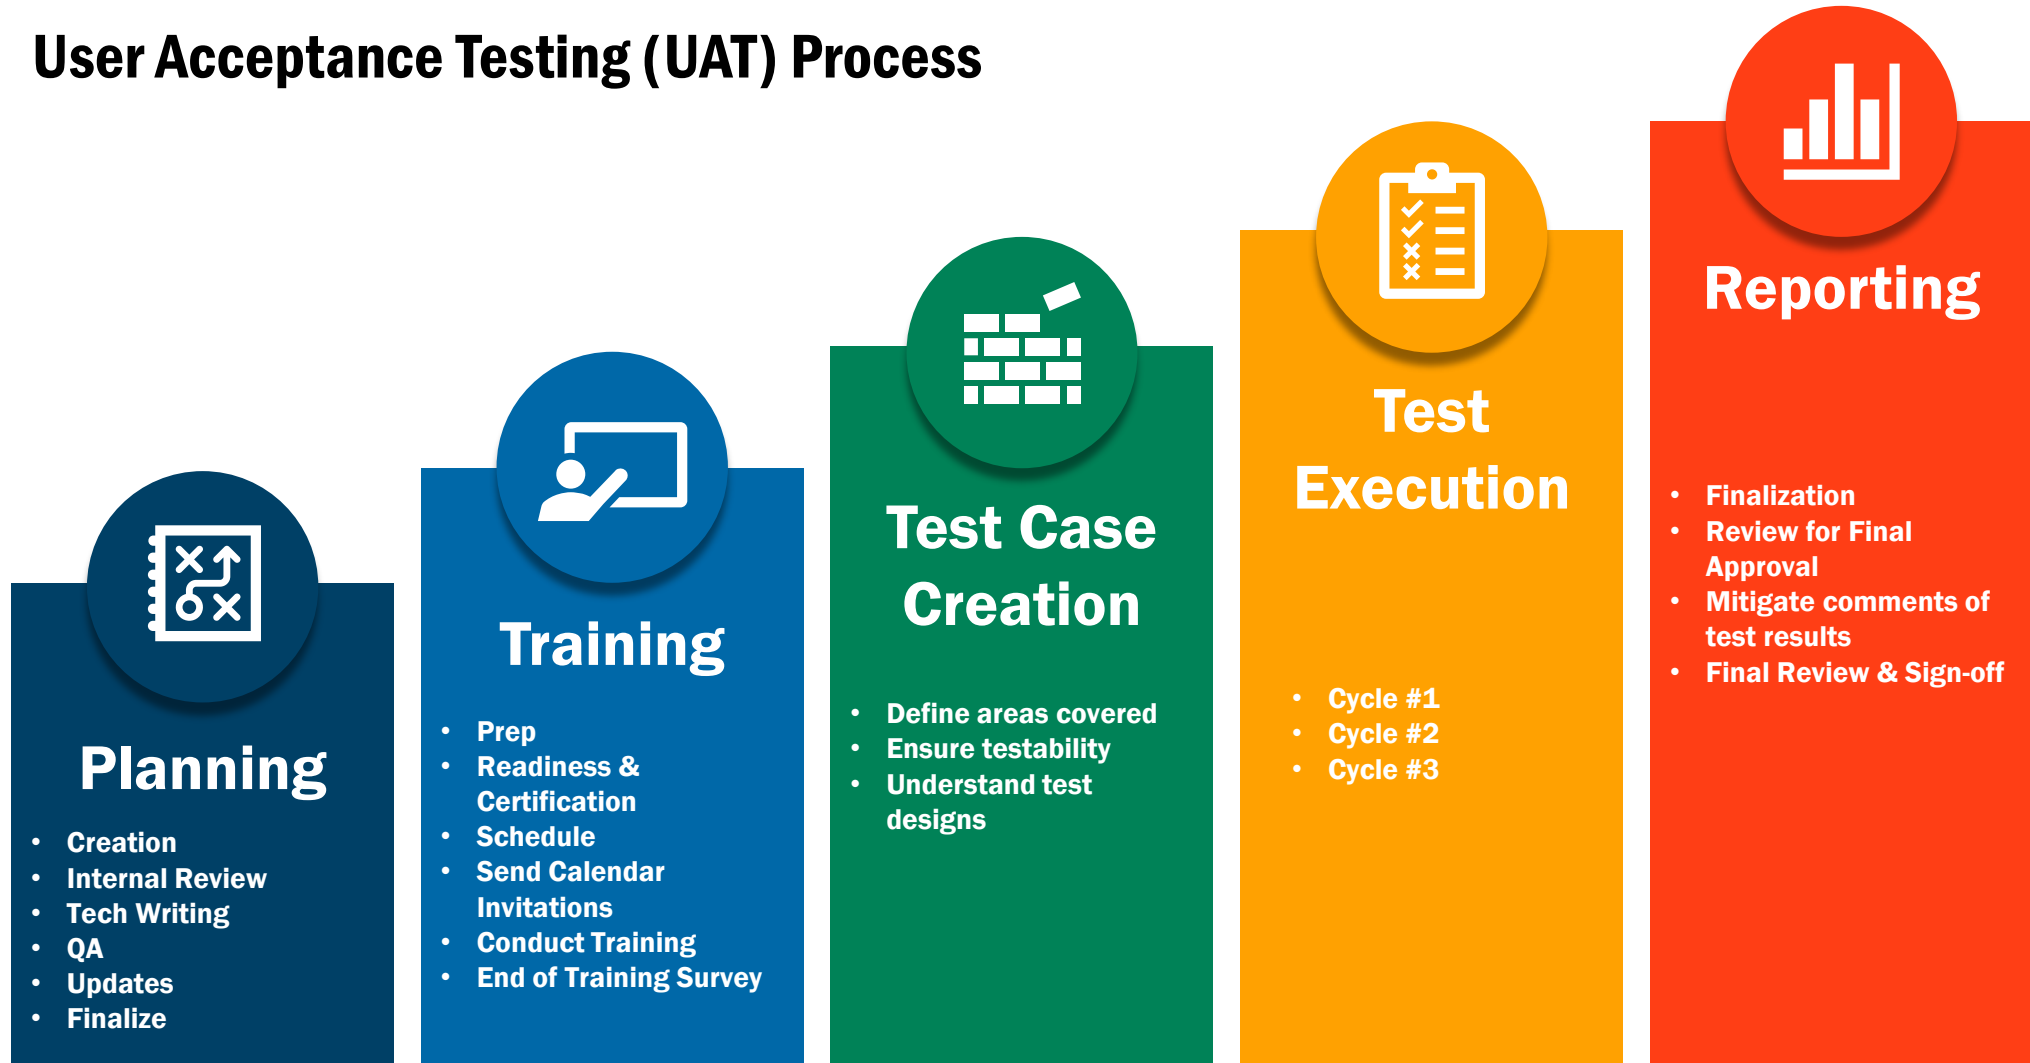 User Acceptance Testing (UAT) Process
Planning
• Creation
• Internal Review
• Tech Writing
• QA
• Updates
• Finalize
Training
• Prep
• Readiness &
Certification
• Schedule
• Send Calendar
Invitations
• Conduct Training
• End of Training Survey
Test Case
Creation
• Define areas covered
• Ensure testability
• Understand test
designs
Test
Execution
• Cycle #1
• Cycle #2
• Cycle #3
Reporting
• Finalization
• Review for Final
Approval
• Mitigate comments of
test results
• Final Review & Sign-off